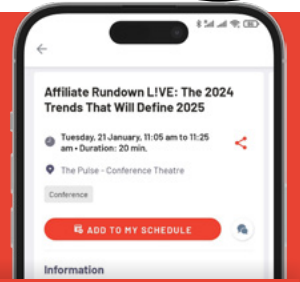 Affiliate Rundown L!VE: The 2024
Trends That Will Define 2025
Tuesday, 21 January, 11:05 am to 11:25
am • Duration: 20 min.
The Pulse - Conference Theatre
Conference
ADD TO MY SCHEDULE
Information